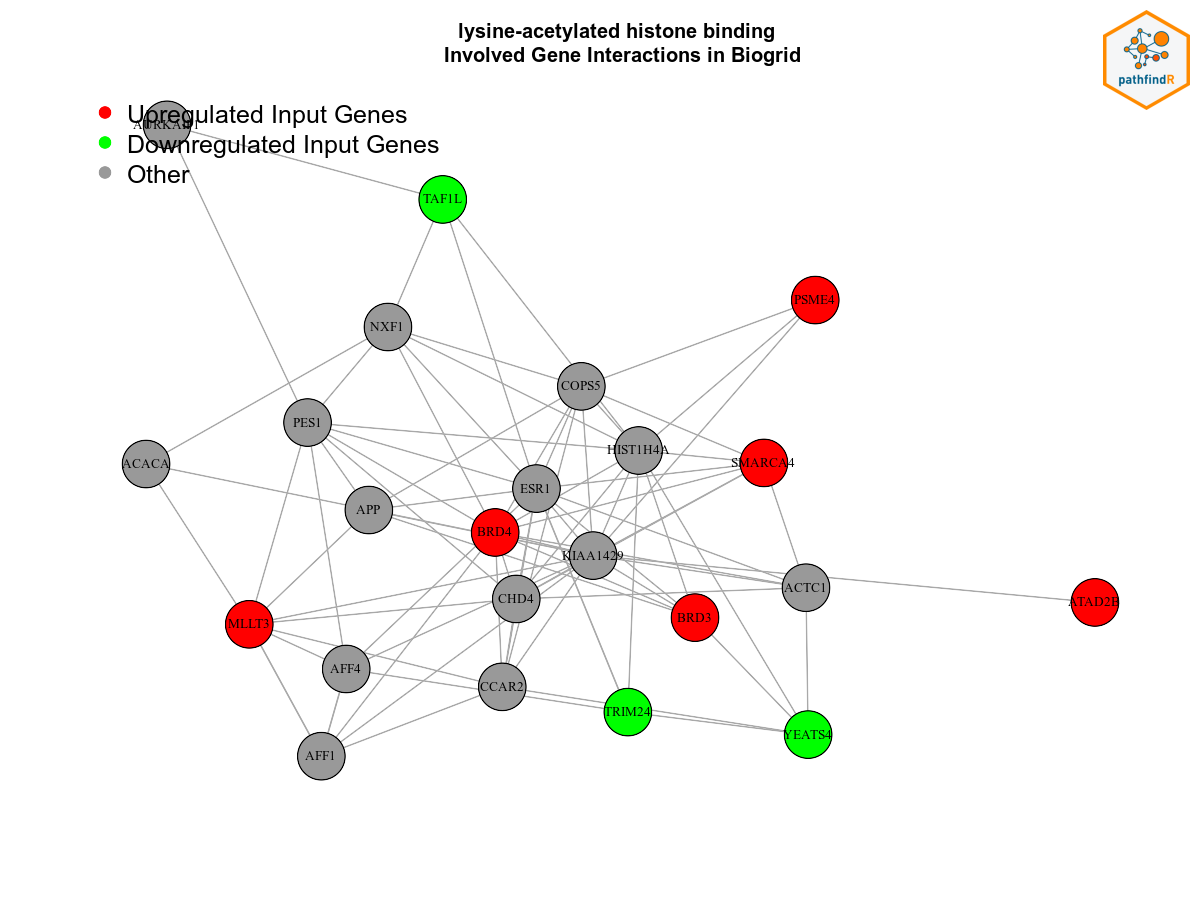 lysine-acetylated histone binding
Involved Gene Interactions in Biogrid
pathfindR
Upregulated Input Genes
Downregulated Input Genes
Other
TAF1L
PSME4
NXF1
COPS5
PES1
HIST1H4A
ACACA
SMARCA4
ESR1
APP
BRD4
KIAA1429
CHD4
ACTC1
ATAD2B
BRD3
MLLT3
AFF4
CCAR2
TRIM24
YEATS4
AFF1